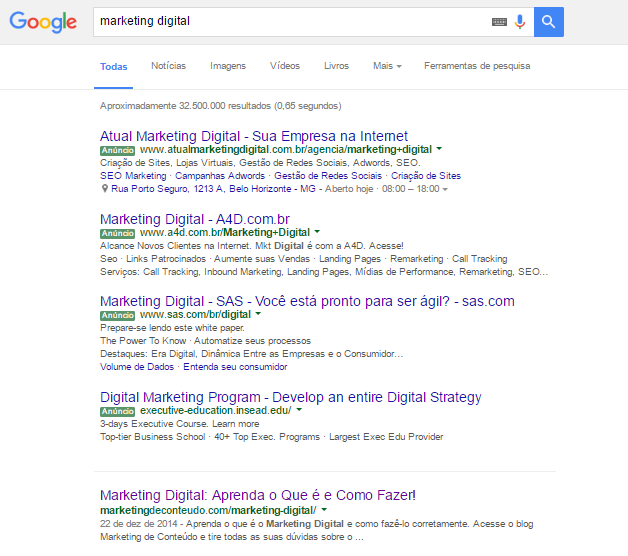 Google
marketing digital
Todas Notícias Imagens Vídeos Livros Mais Ferramentas de pesquisa
Aproximadamente 32.500.000 resultados (0,65 segundos)
Atual Marketing Digital - Sua Empresa na Internet
Anúncio www.atualmarketingdigital.com.br/agencia/marketing+digital
Criação de Sites, Lojas Virtuais, Gestão de Redes Sociais, Adwords, SEO.
SEO Marketing · Campanhas Adwords · Gestão de Redes Sociais · Criação de Sites
Rua Porto Seguro, 1213 A, Belo Horizonte - MG - Aberto hoje · 08:00 – 18:00
Marketing Digital - A4D.com.br
Anúncio www.a4d.com.br/Marketing+Digital
Alcance Novos Clientes na Internet. Mkt Digital é com a A4D. Acesse!
Seo · Links Patrocinados · Aumente suas Vendas · Landing Pages · Remarketing · Call Tracking
Serviços: Call Tracking, Inbound Marketing, Landing Pages, Mídias de Performance, Remarketing, SEO...
Marketing Digital - SAS - Você está pronto para ser ágil? - sas.com
Anúncio www.sas.com/br/digital
Prepare-se lendo este white paper.
The Power To Know · Automatize seus processos
Destaques: Era Digital, Dinâmica Entre as Empresas e o Consumidor...
Volume de Dados · Entenda seu consumidor
Digital Marketing Program - Develop an entire Digital Strategy
Anúncio executive-education.insead.edu/
3-days Executive Course. Learn more
Top-tier Business School · 40+ Top Exec. Programs · Largest Exec Edu Provider
Marketing Digital: Aprenda o Que é e Como Fazer!
marketingdeconteudo.com/marketing-digital/
22 de dez de 2014 - Aprenda o que é o Marketing Digital e como fazê-lo corretamente. Acesse o blog
Marketing de Conteudo e tire todas as suas dúvidas sobre o ...